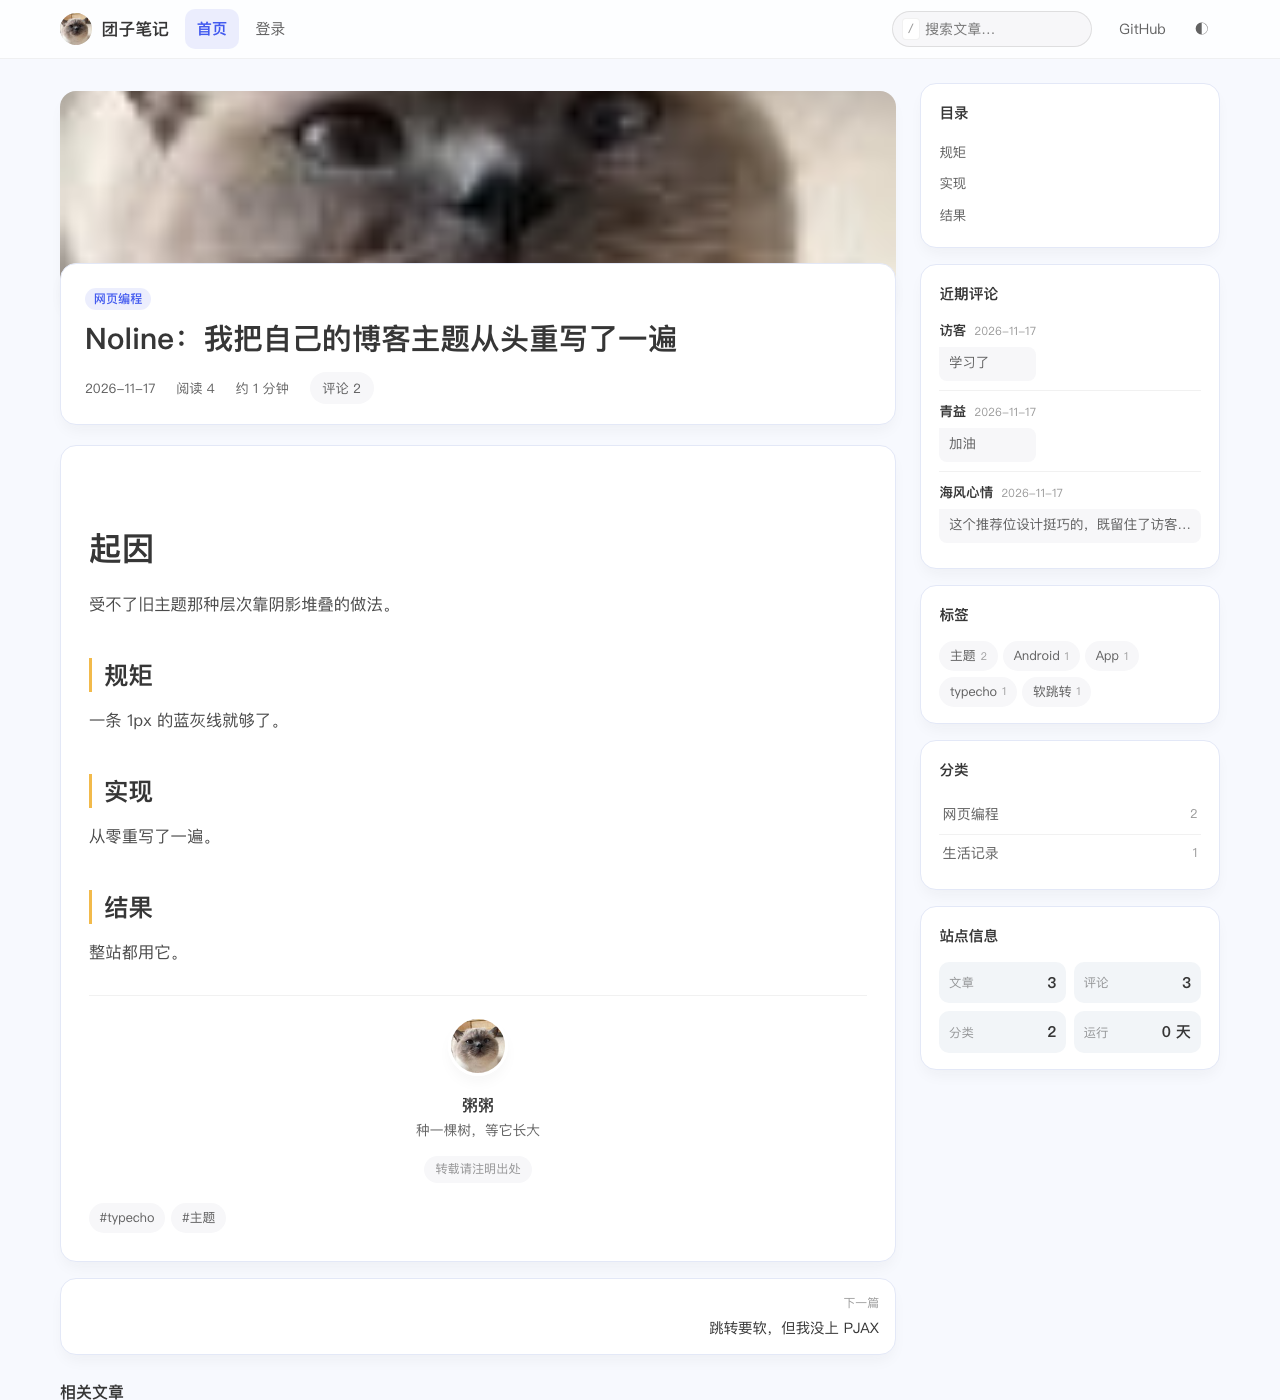 团子笔记
首页
登录
/
搜索文章...
GitHub
网页编程
Noline：我把自己的博客主题从头重写了一遍
2026-11-17 阅读 4 约 1 分钟 评论 2
起因
受不了旧主题那种层次靠阴影堆叠的做法。
规矩
一条 1px 的蓝灰线就够了。
实现
从零重写了一遍。
结果
整站都用它。
粥粥
种一棵树，等它长大
转载请注明出处
#typecho #主题
下一篇
跳转要软，但我没上 PJAX
相关文章
目录
规矩
实现
结果
近期评论
访客 2026-11-17
学习了
青益 2026-11-17
加油
海风心情 2026-11-17
这个推荐位设计挺巧的，既留住了访客...
标签
主题 2 Android 1 App 1
typecho 1 软跳转 1
分类
网页编程 2
生活记录 1
站点信息
文章 3 评论 3
分类 2 运行 0 天